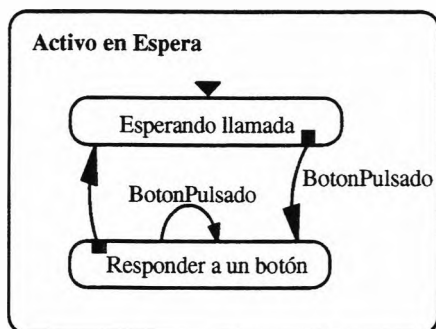 Activo en Espera
Esperando llamada
BotonPulsado
BotonPulsado
Responder a un botón